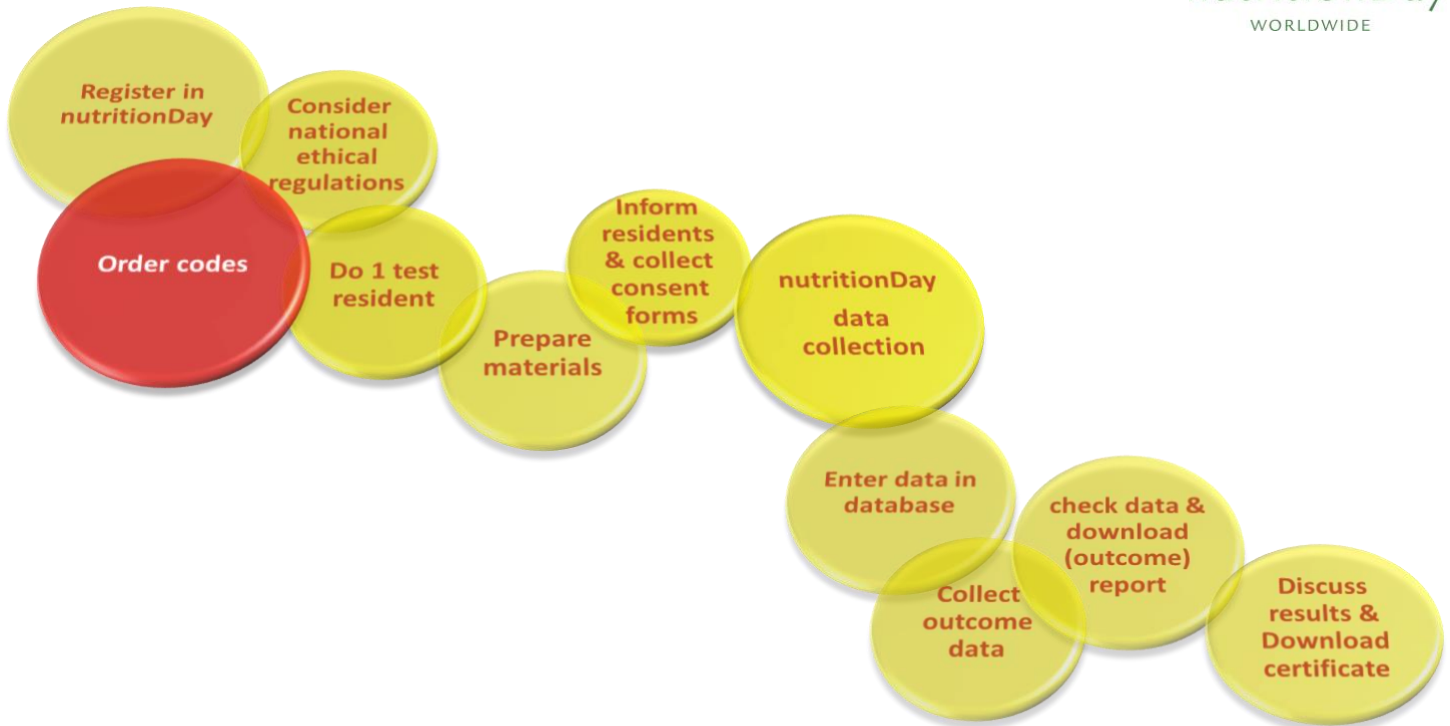 WORLDWIDE
Register in
nutritionDay
Consider
national
ethical
regulations
Order codes
Do 1 test
resident
Prepare
materials
Inform
residents
& collect
consent
forms
nutritionDay
data
collection
Enter data in
database
Collect
outcome
data
check data &
download
(outcome)
report
Discuss
results &
Download
certificate